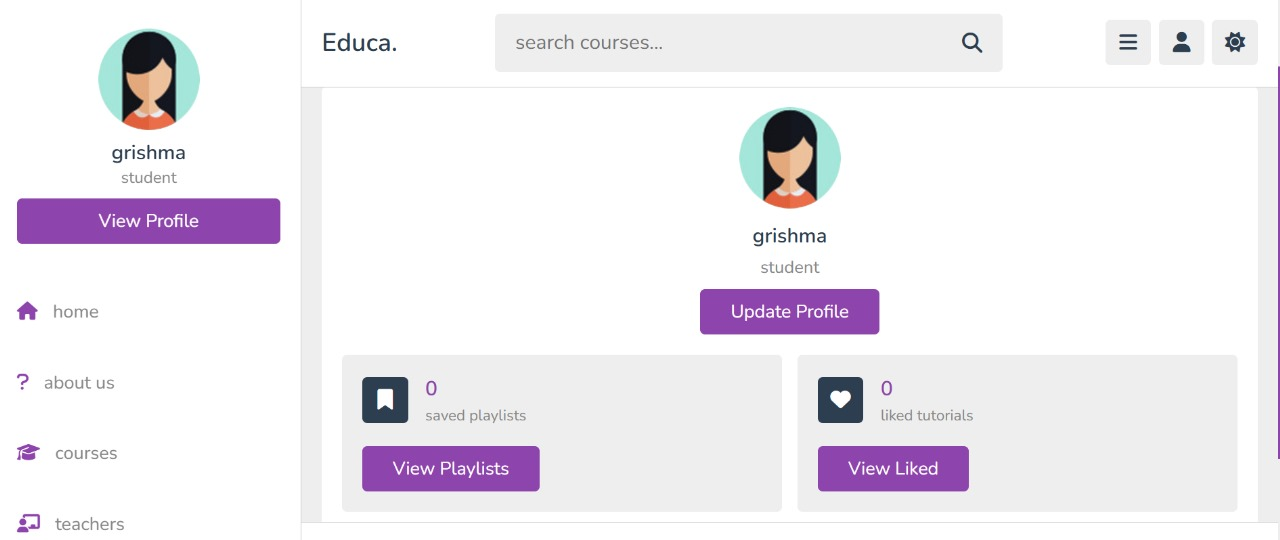 grishma
student
View Profile
home
about us
courses
teachers
Educa.
search courses...
grishma
student
Update Profile
0
saved playlists
View Playlists
0
liked tutorials
View Liked